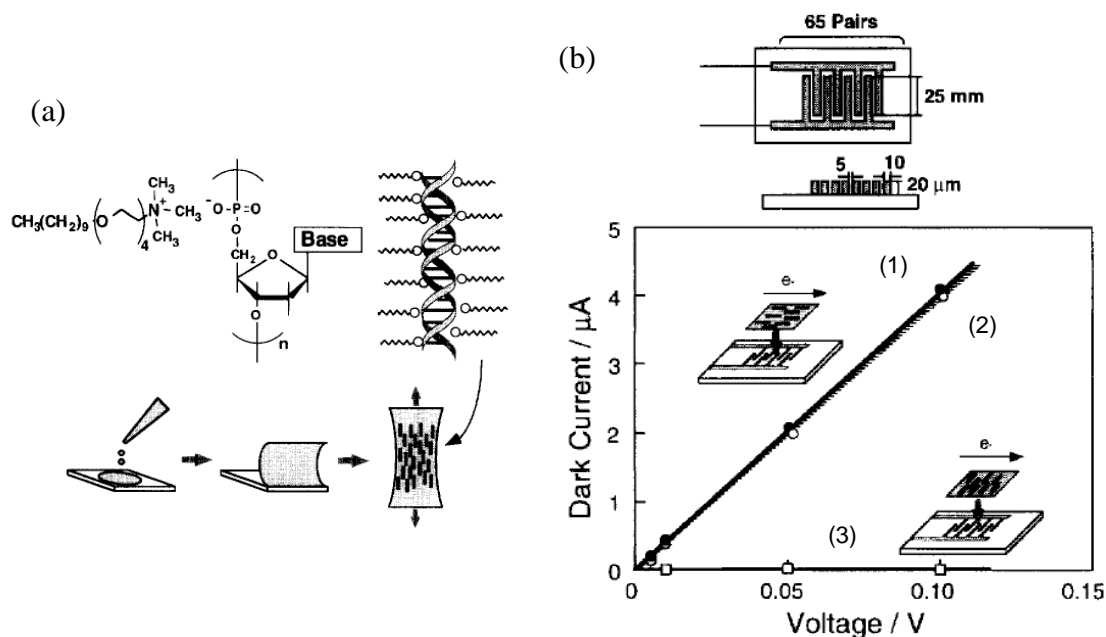 (a)
CH3(CH2)9
O
4
N
+
CH3
CH3
CH3
-
O-P=O
O
O
CH2
O
Base
O
n
(b)
65 Pairs
25 mm
5
10
20 μm
5
4
3
2
1
0
Dark Current / μA
(1)
(2)
(3)
e-
e-
0
0.05
0.10
0.15
Voltage / V